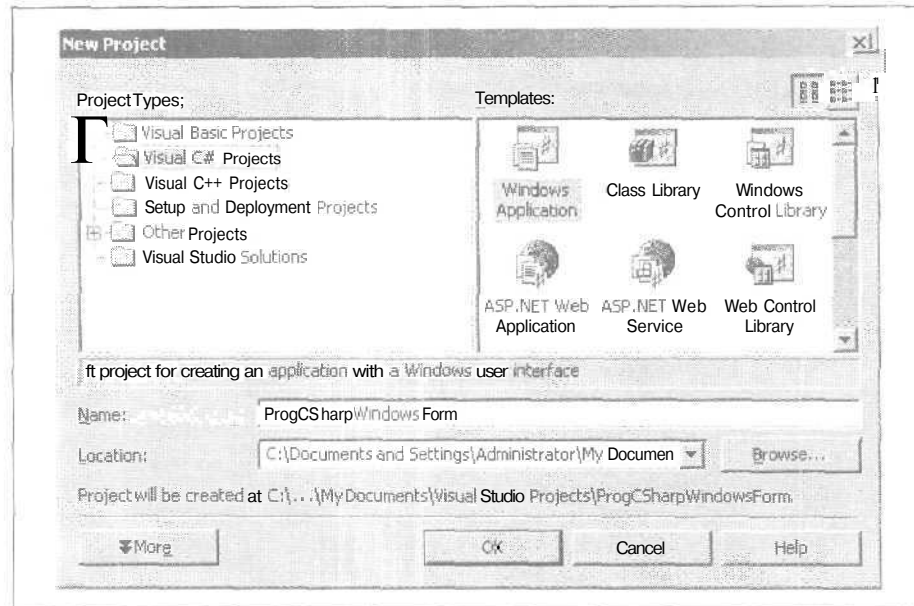 New Project
Project Types;
Templates:
Visual Basic Projects
Visual C# Projects
Visual C++ Projects
Setup and Deployment Projects
Other Projects
Visual Studio Solutions
Windows Application
Class Library
Windows Control Library
ASP.NET Web Application
ASP.NET Web Service
Web Control Library
ft project for creating an application with a Windows user interface
Name:
ProgCSharpWindows Form
Location:
C:\Documents and Settings\Administrator\My Documen
Browse...
Project will be created at C:\...\My Documents\Visual Studio Projects\ProgCSharpWindowsForm.
More
OK
Cancel
Help